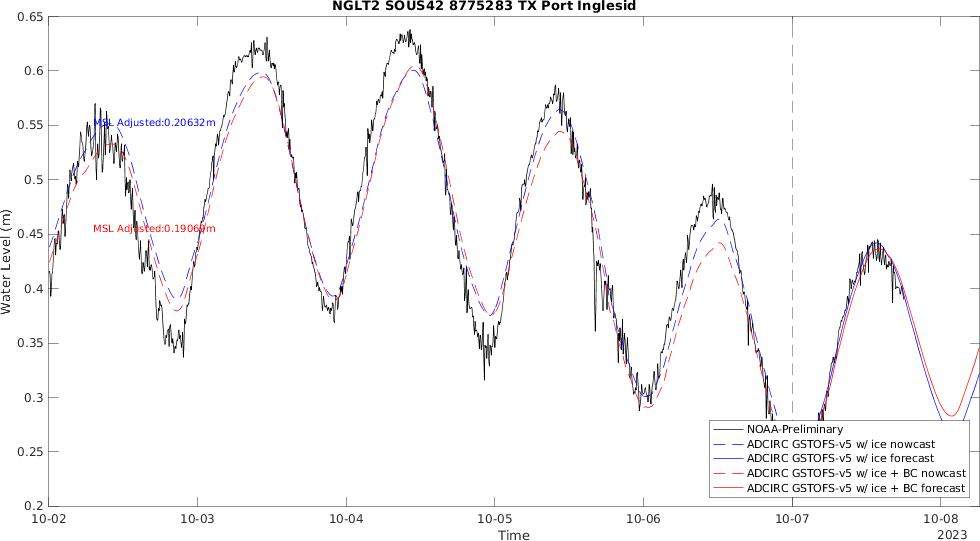 NGLT2 SOUS42 8775283 TX Port Inglesid
0.65
0.6
0.55
0.5
0.45
0.4
0.35
0.3
0.25
0.2
Water Level (m)
MSL Adjusted:0.20632m
MSL Adjusted:0.19069m
NOAA-Preliminary
ADCIRC GSTOFS-v5 w/ ice nowcast
ADCIRC GSTOFS-v5 w/ ice forecast
ADCIRC GSTOFS-v5 w/ ice + BC nowcast
ADCIRC GSTOFS-v5 w/ ice + BC forecast
10-02 10-03 10-04 10-05 10-06 10-07 10-08
Time
2023